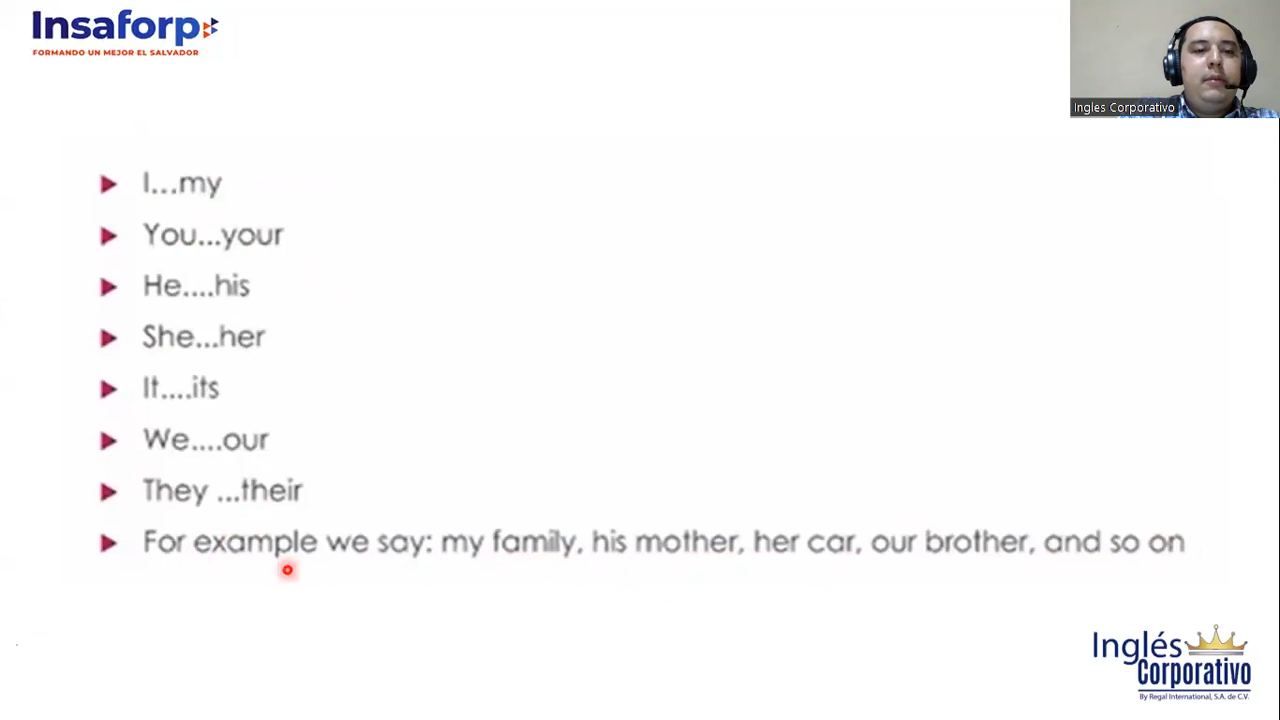 Insaforp
FORMANDO UN MEJOR EL SALVADOR
Ingles Corporativo
I...my
You...your
He....his
She...her
It....its
We....our
They ...their
For example we say: my family, his mother, her car, our brother, and so on
Inglés
Corporativo
By Regal International, S.A. de C.V.